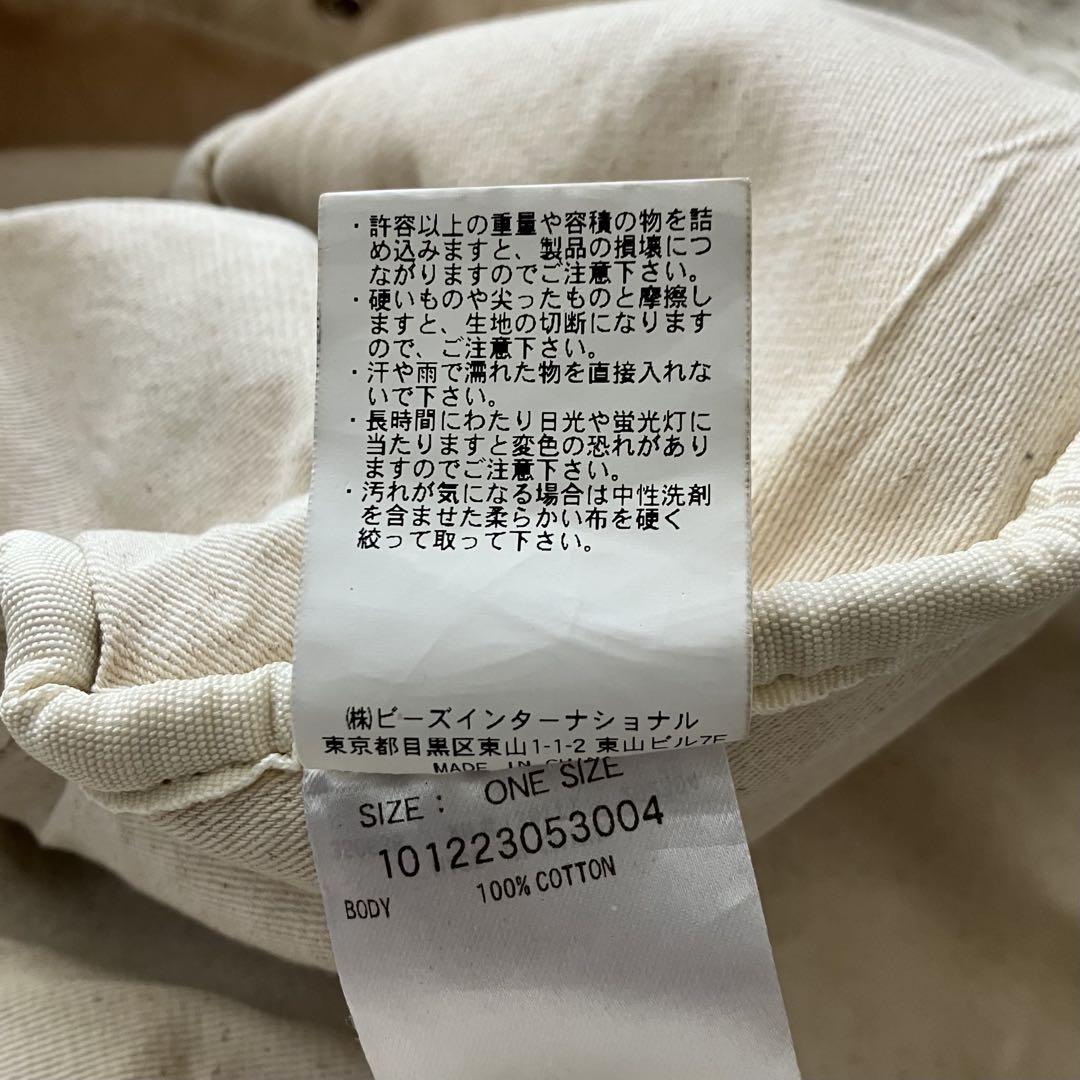 ・許容以上の重量や容積の物を詰
め込みますと、製品の損壊につ
ながりますのでご注意下さい。
・硬いものや尖ったものと摩擦し
ますと、生地の切断になります
ので、ご注意下さい。
・汗や雨で濡れた物を直接入れな
いで下さい。
・長時間にわたり日光や蛍光灯に
当たりますと変色の恐れがあり
ますのでご注意下さい。
・汚れが気になる場合は中性洗剤
を含ませた柔らかい布を硬く
絞って取って下さい。
㈱ビーズインターナショナル
東京都目黒区東山1-1-2 東山ビル7F
MADE IN
SIZE : ONE SIZE
101223053004
BODY 100% COTTON